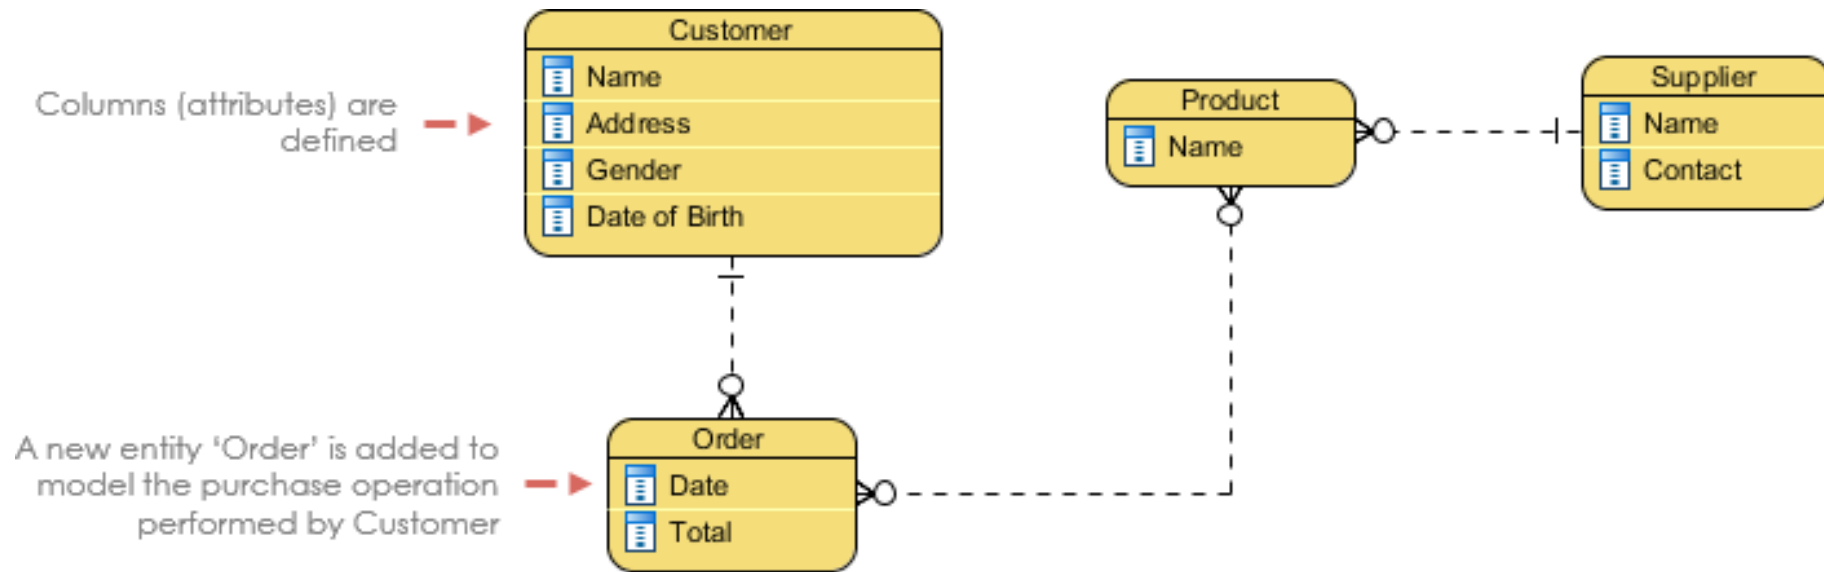 Columns (attributes) are
defined
Customer
Name
Address
Gender
Date of Birth
Product
Name
Supplier
Name
Contact
A new entity ‘Order’ is added to
model the purchase operation
performed by Customer
Order
Date
Total